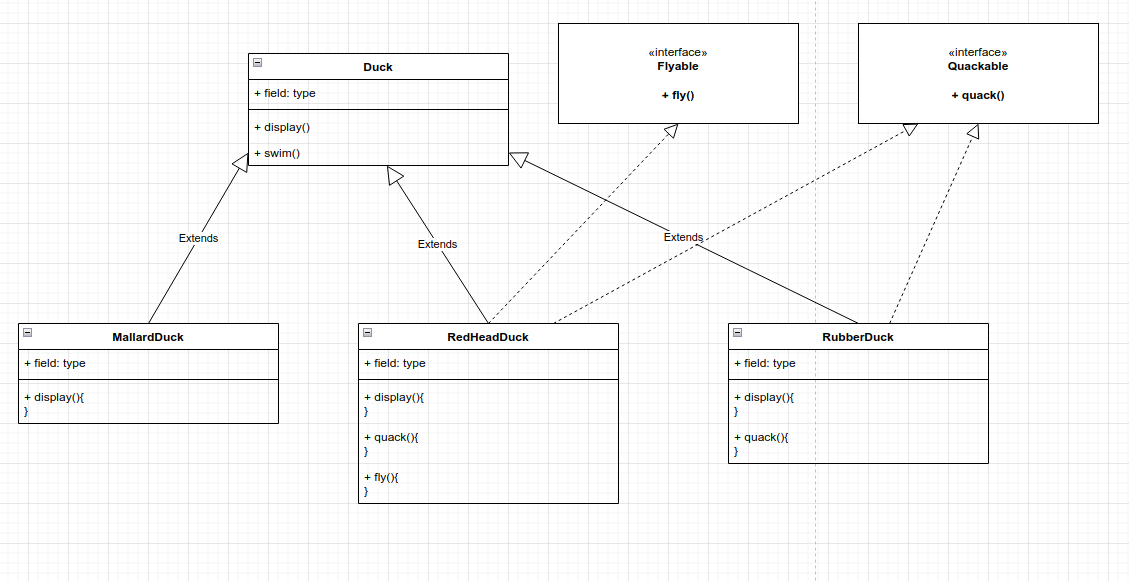 Duck
+ field: type
+ display()
+ swim()
«interface»
Flyable
+ fly()
«interface»
Quackable
+ quack()
Extends
Extends
Extends
MallardDuck
+ field: type
+ display(){
}
RedHeadDuck
+ field: type
+ display(){
}
+ quack(){
}
+ fly(){
}
RubberDuck
+ field: type
+ display(){
}
+ quack(){
}